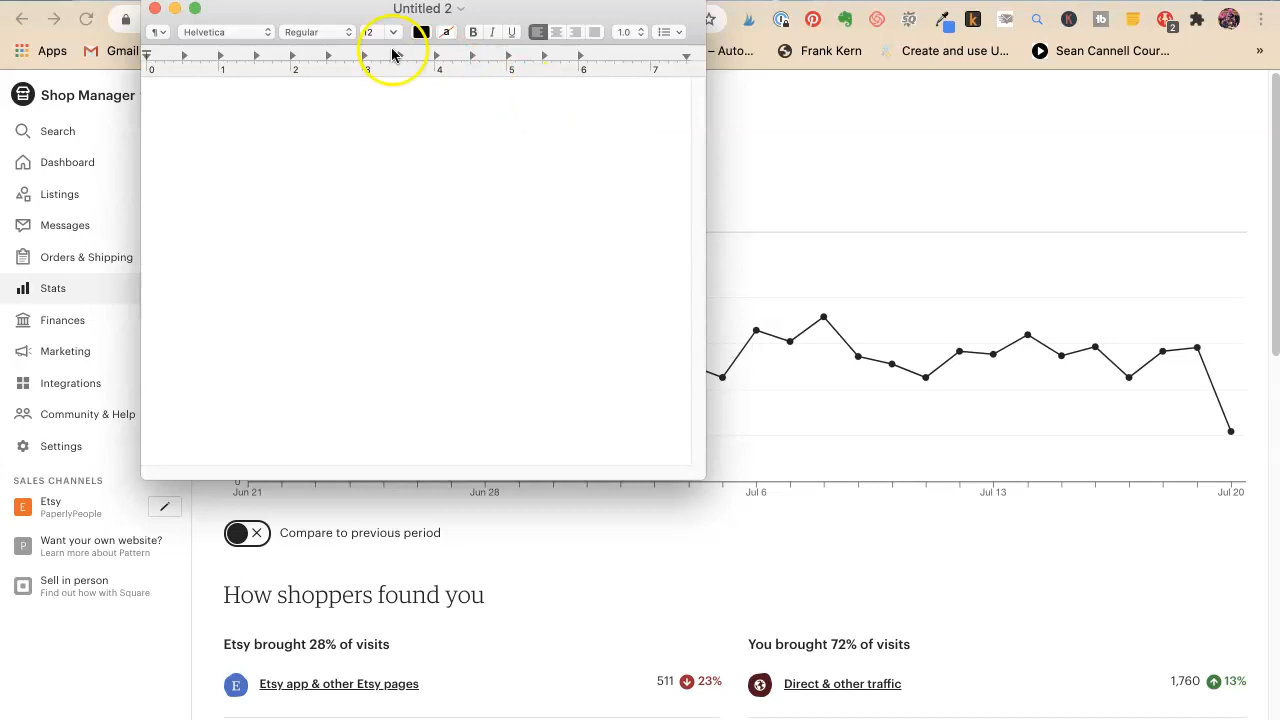 Untitled 2
Helvetica
Regular
12
a
B I U
1.0
0 1 2 3 4 5 6 7
Apps
Gmail
– Auto...
Frank Kern
Create and use U...
Sean Cannell Cour...
2
Shop Manager
Search
Dashboard
Listings
Messages
Orders & Shipping
Stats
Finances
Marketing
Integrations
Community & Help
Settings
SALES CHANNELS
E
Etsy
PaperlyPeople
P
Want your own website?
Learn more about Pattern
Sell in person
Find out how with Square
0
Jun 21
Jun 28
Jul 6
Jul 13
Jul 20
Compare to previous period
How shoppers found you
Etsy brought 28% of visits
E
Etsy app & other Etsy pages
511
23%
You brought 72% of visits
Direct & other traffic
1,760
13%